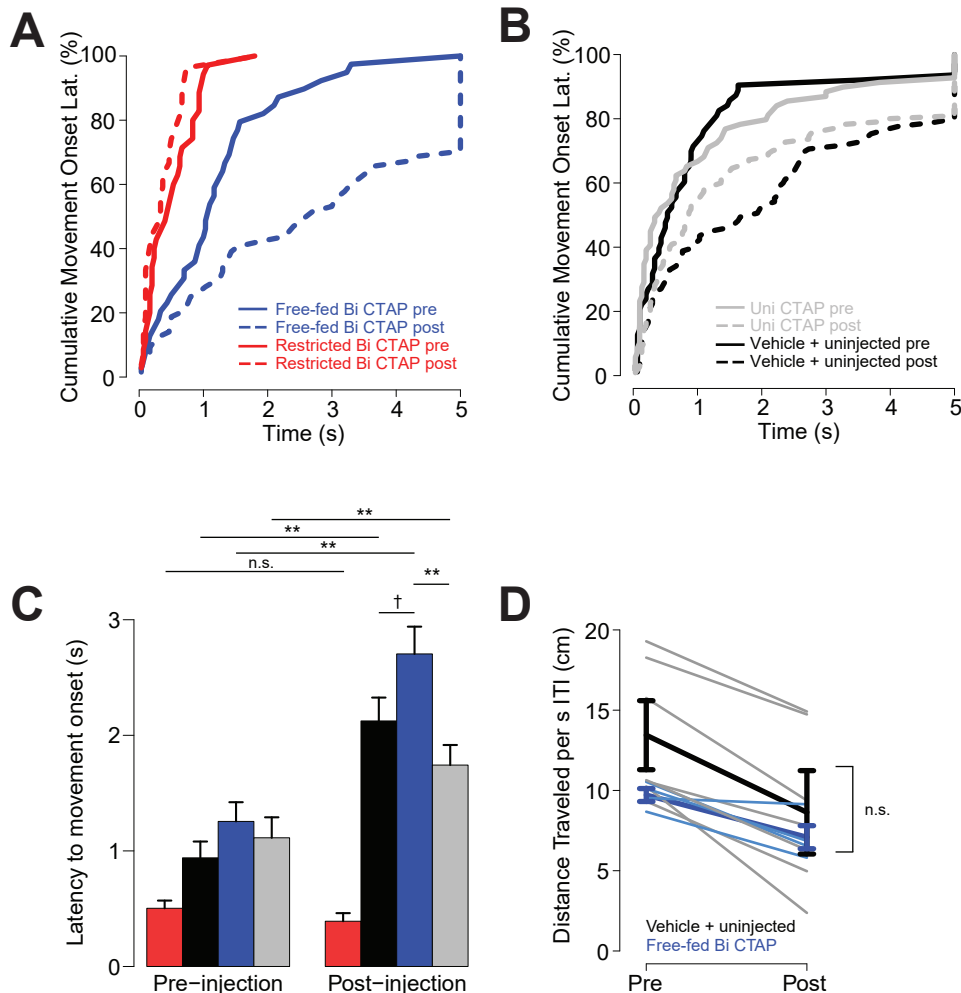 A
Cumulative Movement Onset Lat. (%)
100
80
60
40
20
0
Free-fed Bi CTAP pre
Free-fed Bi CTAP post
Restricted Bi CTAP pre
Restricted Bi CTAP post
0 1 2 3 4 5
Time (s)
B
Cumulative Movement Onset Lat. (%)
100
80
60
40
20
0
Uni CTAP pre
Uni CTAP post
Vehicle + uninjected pre
Vehicle + uninjected post
0 1 2 3 4 5
Time (s)
C
**
**
**
n.s.
**
†
Latency to movement onset (s)
3
2
1
0
Pre−injection Post−injection
D
Distance Traveled per s ITI (cm)
20
15
10
5
0
n.s.
Vehicle + uninjected
Free-fed Bi CTAP
Pre Post